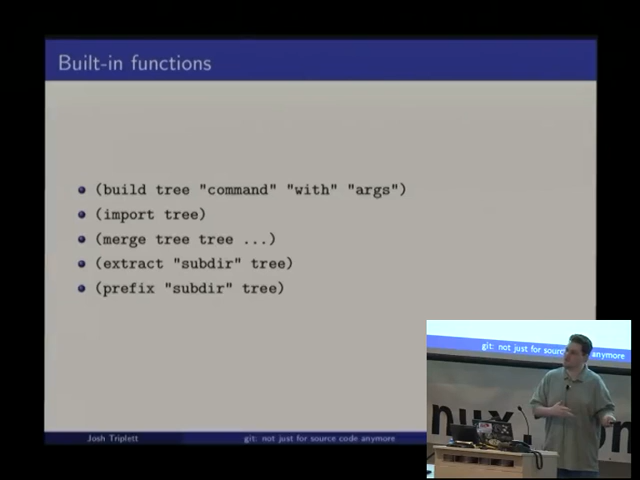 Built-in functions
(build tree "command" "with" "args")
(import tree)
(merge tree tree ...)
(extract "subdir" tree)
(prefix "subdir" tree)
Josh Triplett git: not just for source code anymore
git: not just for sour anymore